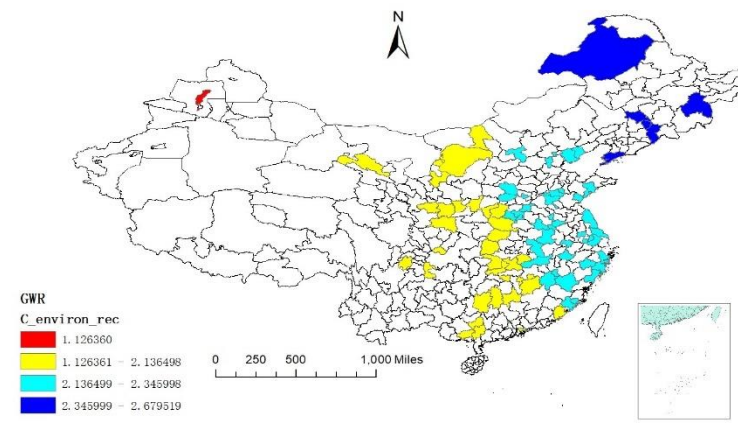 N
GWR
C_environ_rec
1.126360
1.126361 - 2.136498
2.136499 - 2.345998
2.345999 - 2.679519
0 250 500 1,000 Miles